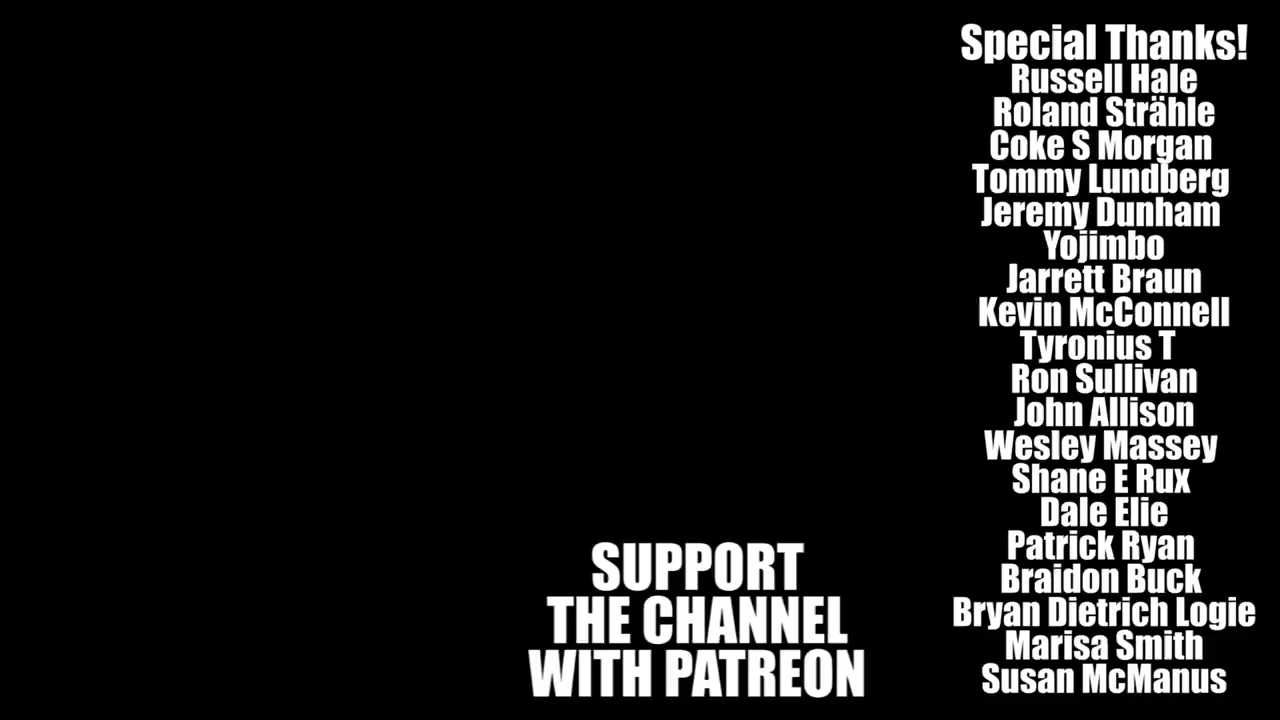 Special Thanks!
Russell Hale
Roland Strähle
Coke S Morgan
Tommy Lundberg
Jeremy Dunham
Yojimbo
Jarrett Braun
Kevin McConnell
Tyronius T
Ron Sullivan
John Allison
Wesley Massey
Shane E Rux
Dale Elie
Patrick Ryan
Braidon Buck
Bryan Dietrich Logie
Marisa Smith
Susan McManus
SUPPORT
THE CHANNEL
WITH PATREON